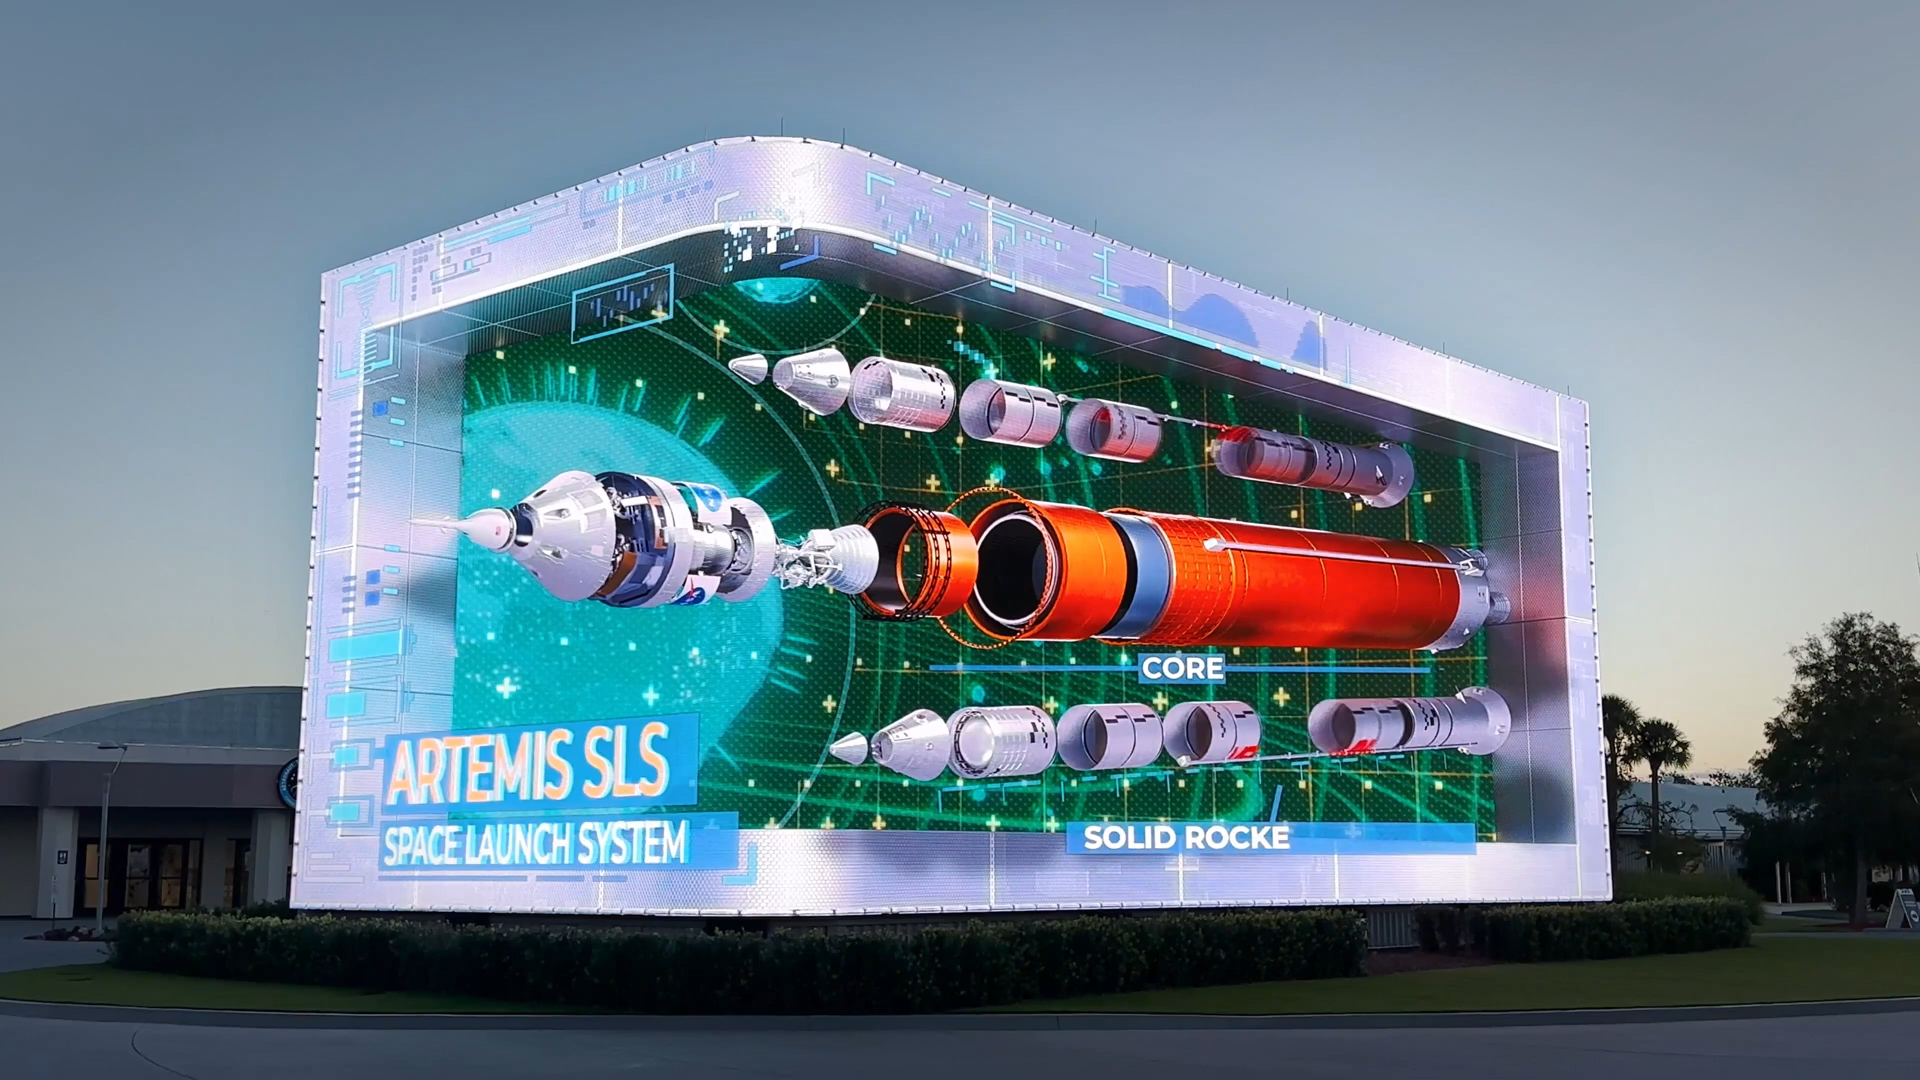 CORE
ARTEMIS SLS
SPACE LAUNCH SYSTEM
SOLID ROCKE